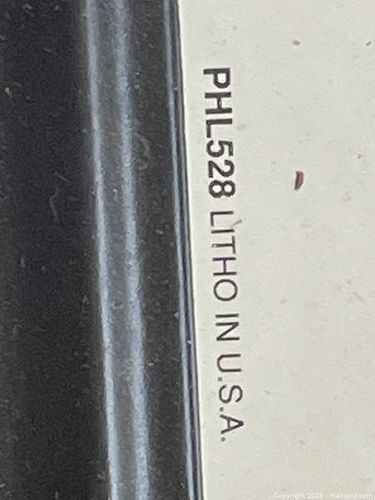 PHL528 LITHO IN U.S.A.
Copyright 2025 - maxsold.com